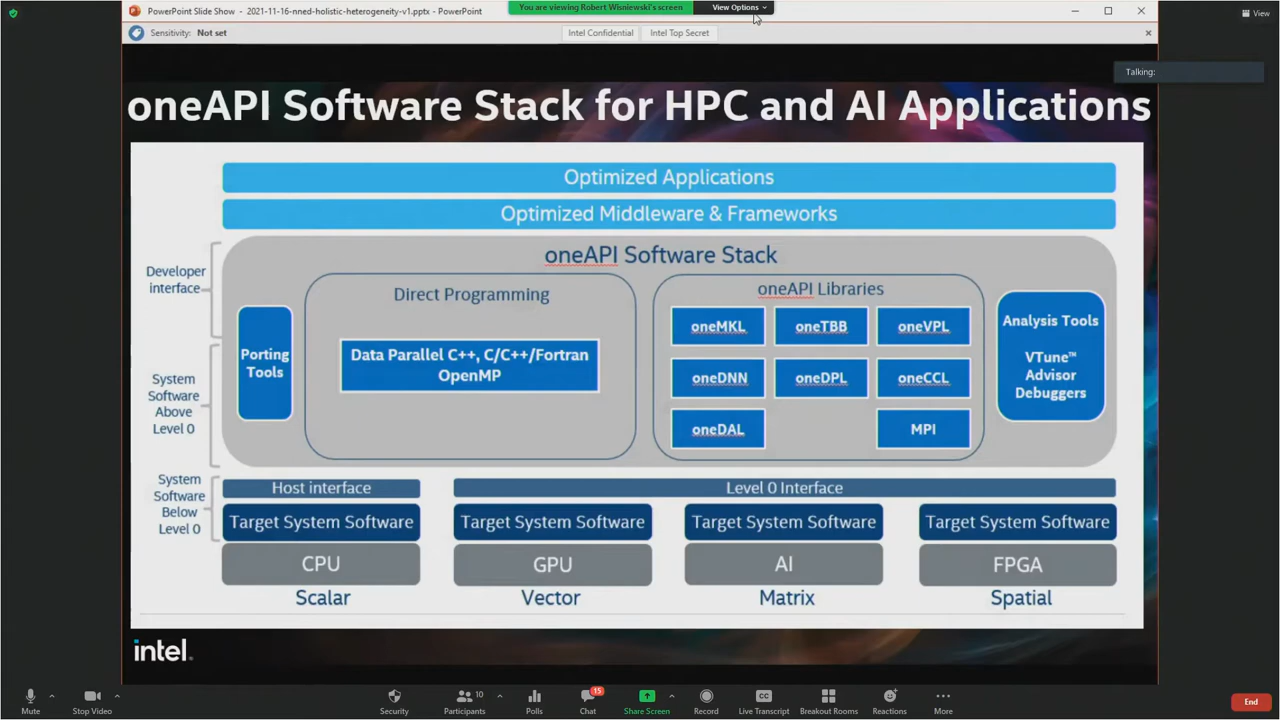 PowerPoint Slide Show - 2021-11-16-nned-holistic-heterogeneity-v1.pptx - PowerPoint
You are viewing Robert Wisniewski's screen
View Options
View
Sensitivity: Not set
Intel Confidential
Intel Top Secret
Talking:
oneAPI Software Stack for HPC and AI Applications
Optimized Applications
Optimized Middleware & Frameworks
oneAPI Software Stack
Developer
interface
System
Software
Above
Level 0
Porting
Tools
Direct Programming
Data Parallel C++, C/C++/Fortran
OpenMP
oneAPI Libraries
oneMKL
oneTBB
oneVPL
oneDNN
oneDPL
oneCCL
oneDAL
MPI
Analysis Tools
VTune™
Advisor
Debuggers
System
Software
Below
Level 0
Host interface
Level 0 Interface
Target System Software
Target System Software
Target System Software
Target System Software
CPU
GPU
AI
FPGA
Scalar
Vector
Matrix
Spatial
intel.
Mute
Stop Video
Security
Participants
10
Polls
Chat
15
Share Screen
Record
Live Transcript
Breakout Rooms
Reactions
More
End